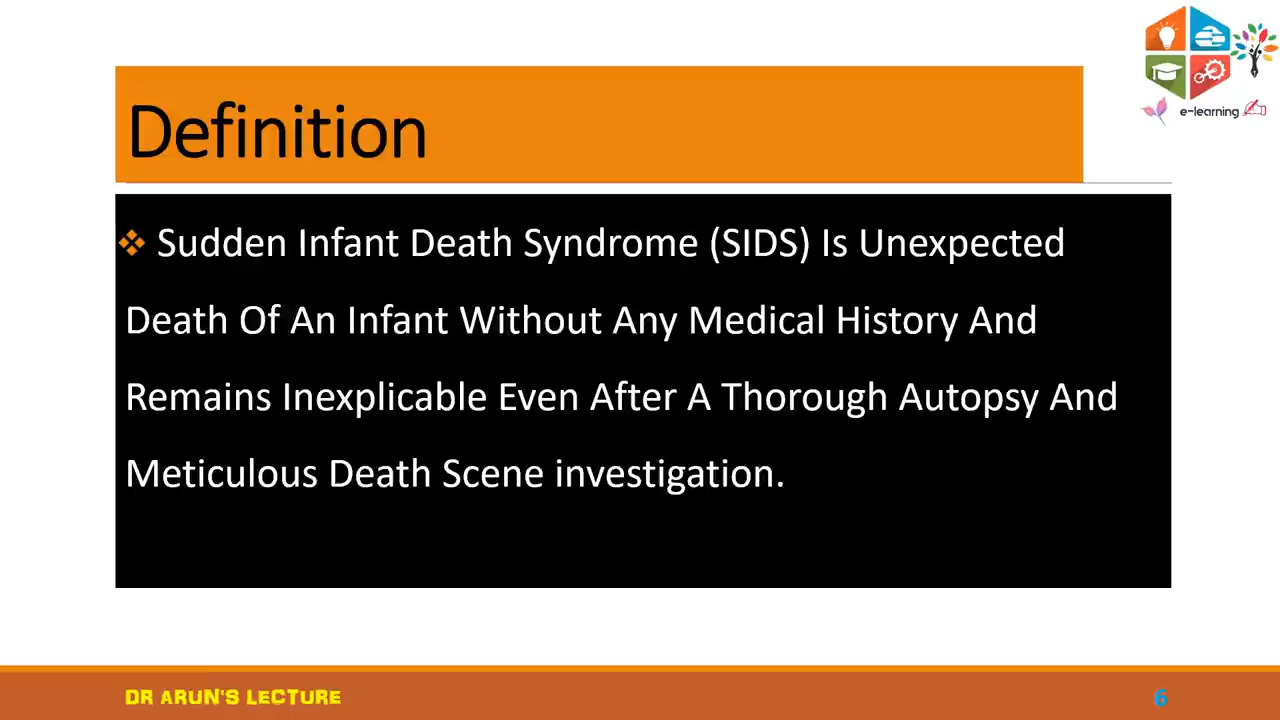 e-learning
Definition
❖ Sudden Infant Death Syndrome (SIDS) Is Unexpected
Death Of An Infant Without Any Medical History And
Remains Inexplicable Even After A Thorough Autopsy And
Meticulous Death Scene investigation.
DR ARUN'S LECTURE
6